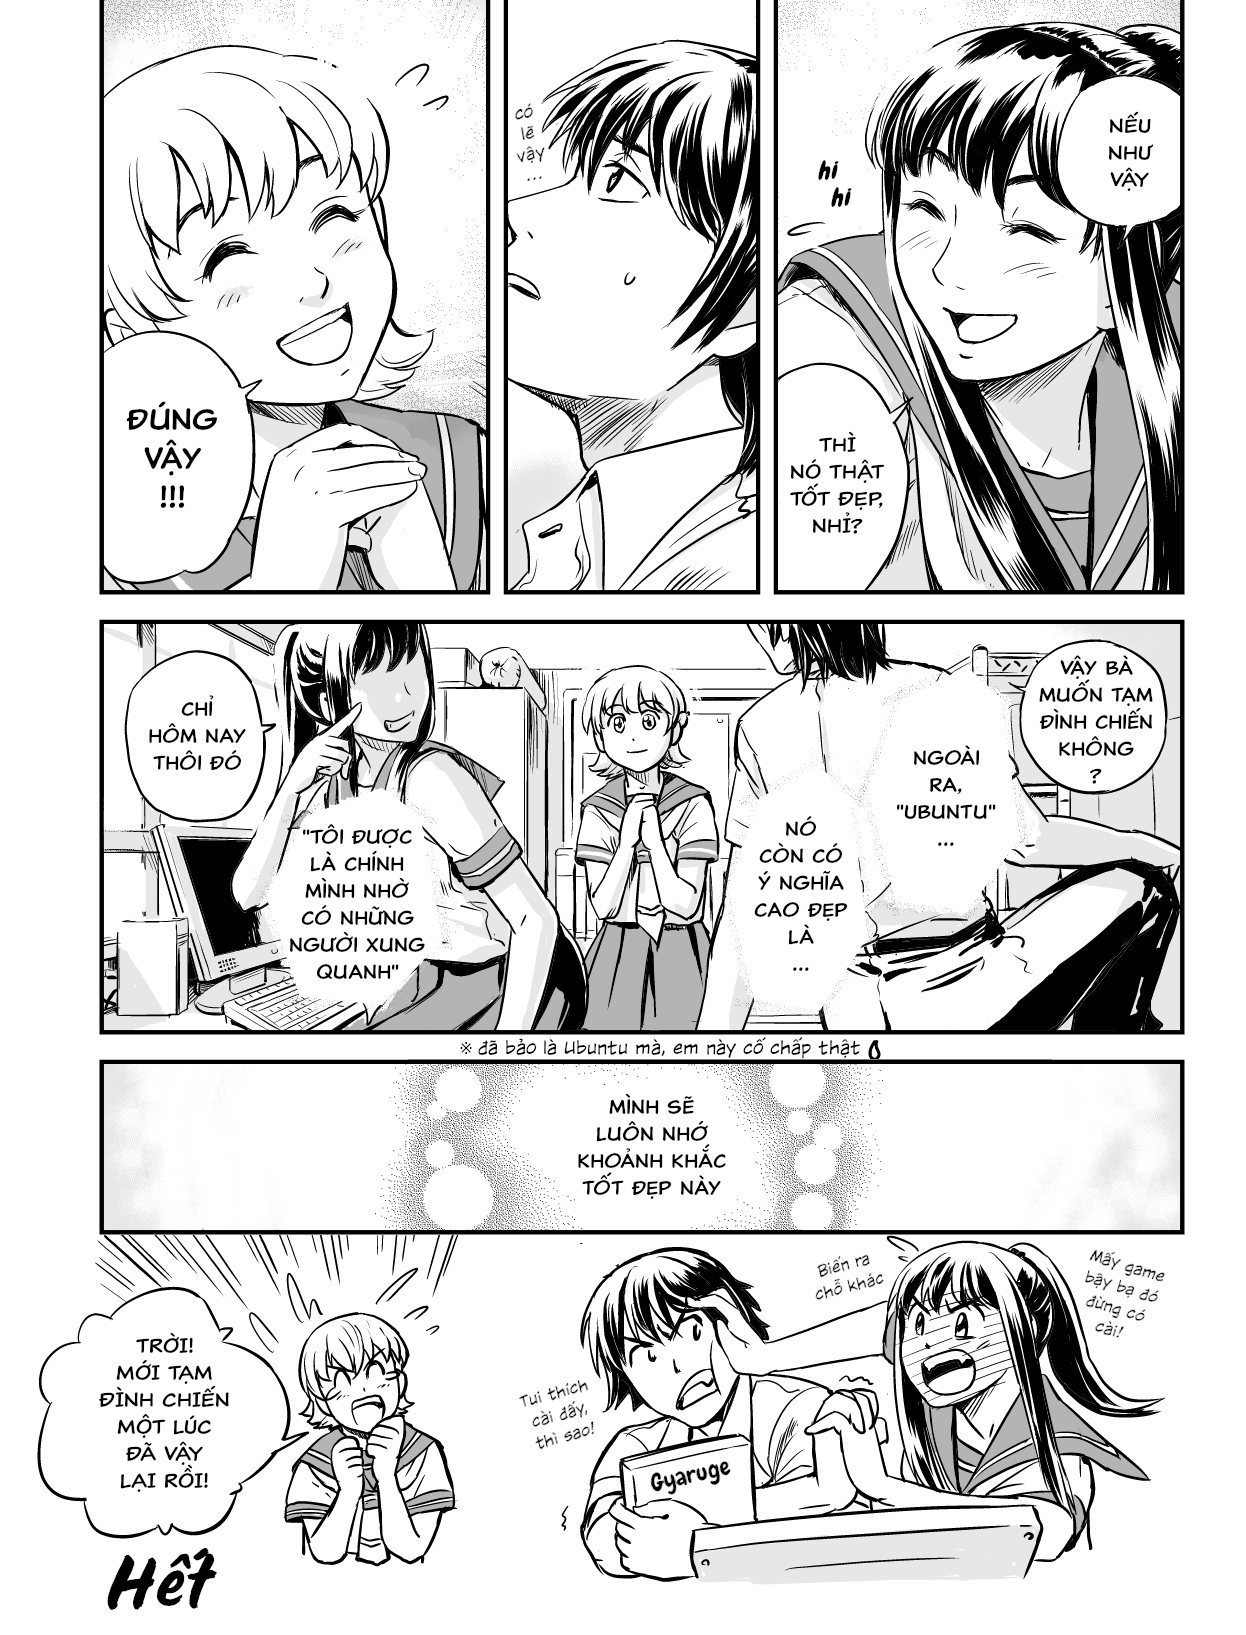 NẾU
NHƯ
VẬY
hi
hi
THÌ
NÓ THẬT
TỐT ĐẸP,
NHỈ?
có
lẽ
vậy
...
ĐÚNG
VẬY
!!!
VẬY BÀ
MUỐN TẠM
ĐÌNH CHIẾN
KHÔNG
?
NGOÀI
RA,
"UBUNTU"
...
NÓ
CÒN CÓ
Ý NGHĨA
CAO ĐẸP
LÀ
...
CHỈ
HÔM NAY
THÔI ĐÓ
"TÔI ĐƯỢC
LÀ CHÍNH
MÌNH NHỜ
CÓ NHỮNG
NGƯỜI XUNG
QUANH"
※ đã bảo là Ubuntu mà, em này cố chấp thật
MÌNH SẼ
LUÔN NHỚ
KHOẢNH KHẮC
TỐT ĐẸP NÀY
Mấy game
bậy bạ đó
đừng có
cài!
Biến ra
chỗ khác
Tui thích
cài đấy,
thì sao!
Gyaruge
TRỜI!
MỚI TẠM
ĐÌNH CHIẾN
MỘT LÚC
ĐÃ VẬY
LẠI RỒI!
Hết